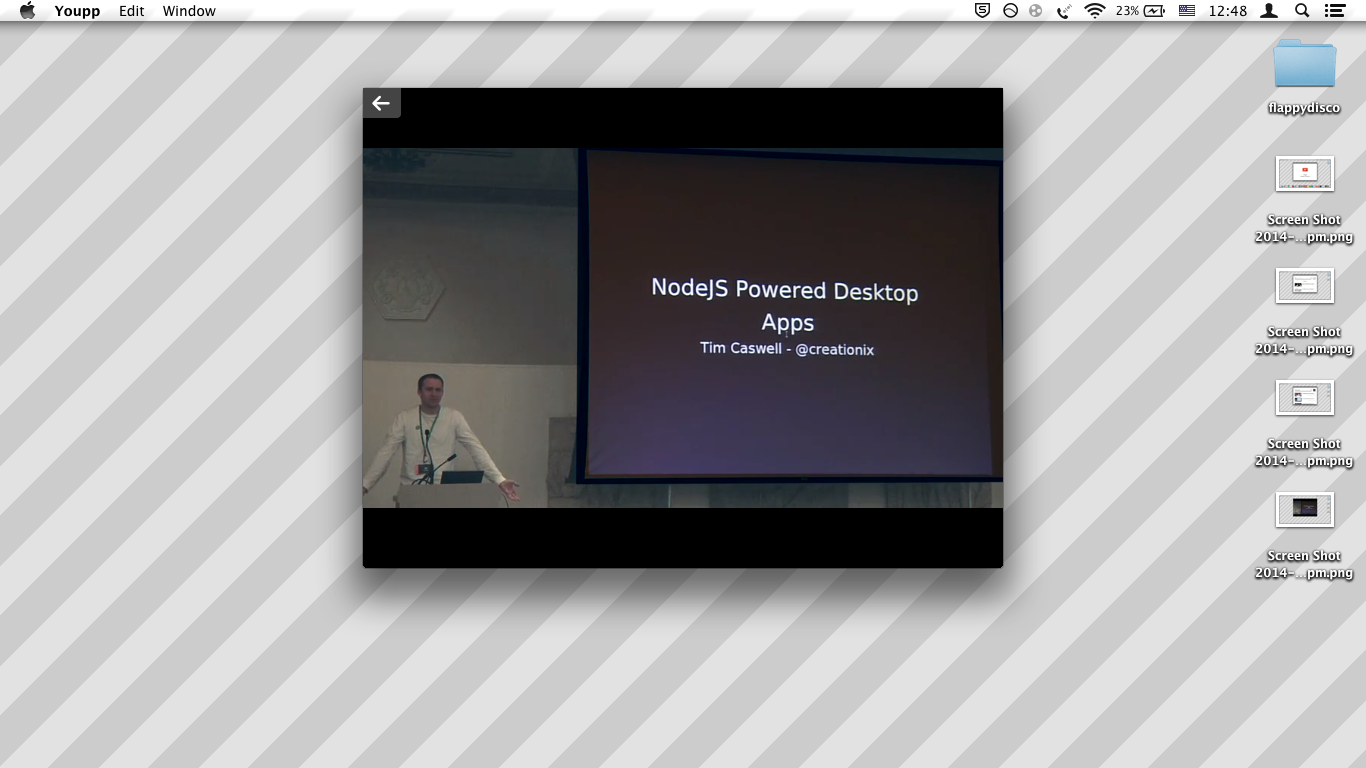 Youpp Edit Window 23% 12:48
NodeJS Powered Desktop
Apps
Tim Caswell - @creationix
flappydisco
Screen Shot
2014-...pm.png
Screen Shot
2014-...pm.png
Screen Shot
2014-...pm.png
Screen Shot
2014-...pm.png